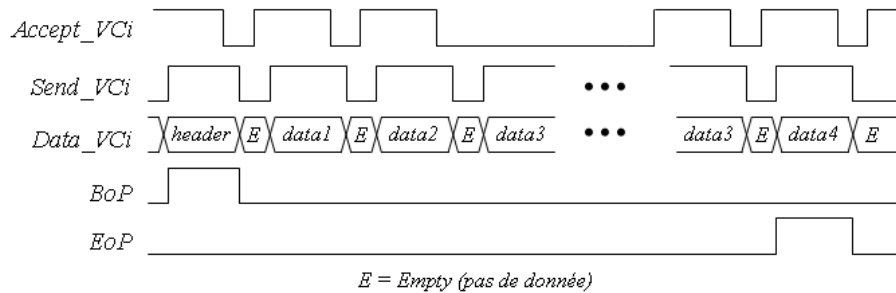 Accept_VCi
Send_VCi
Data_VCi header E data1 E data2 E data3 data3 E data4 E
BoP
EoP
E = Empty (pas de donnée)